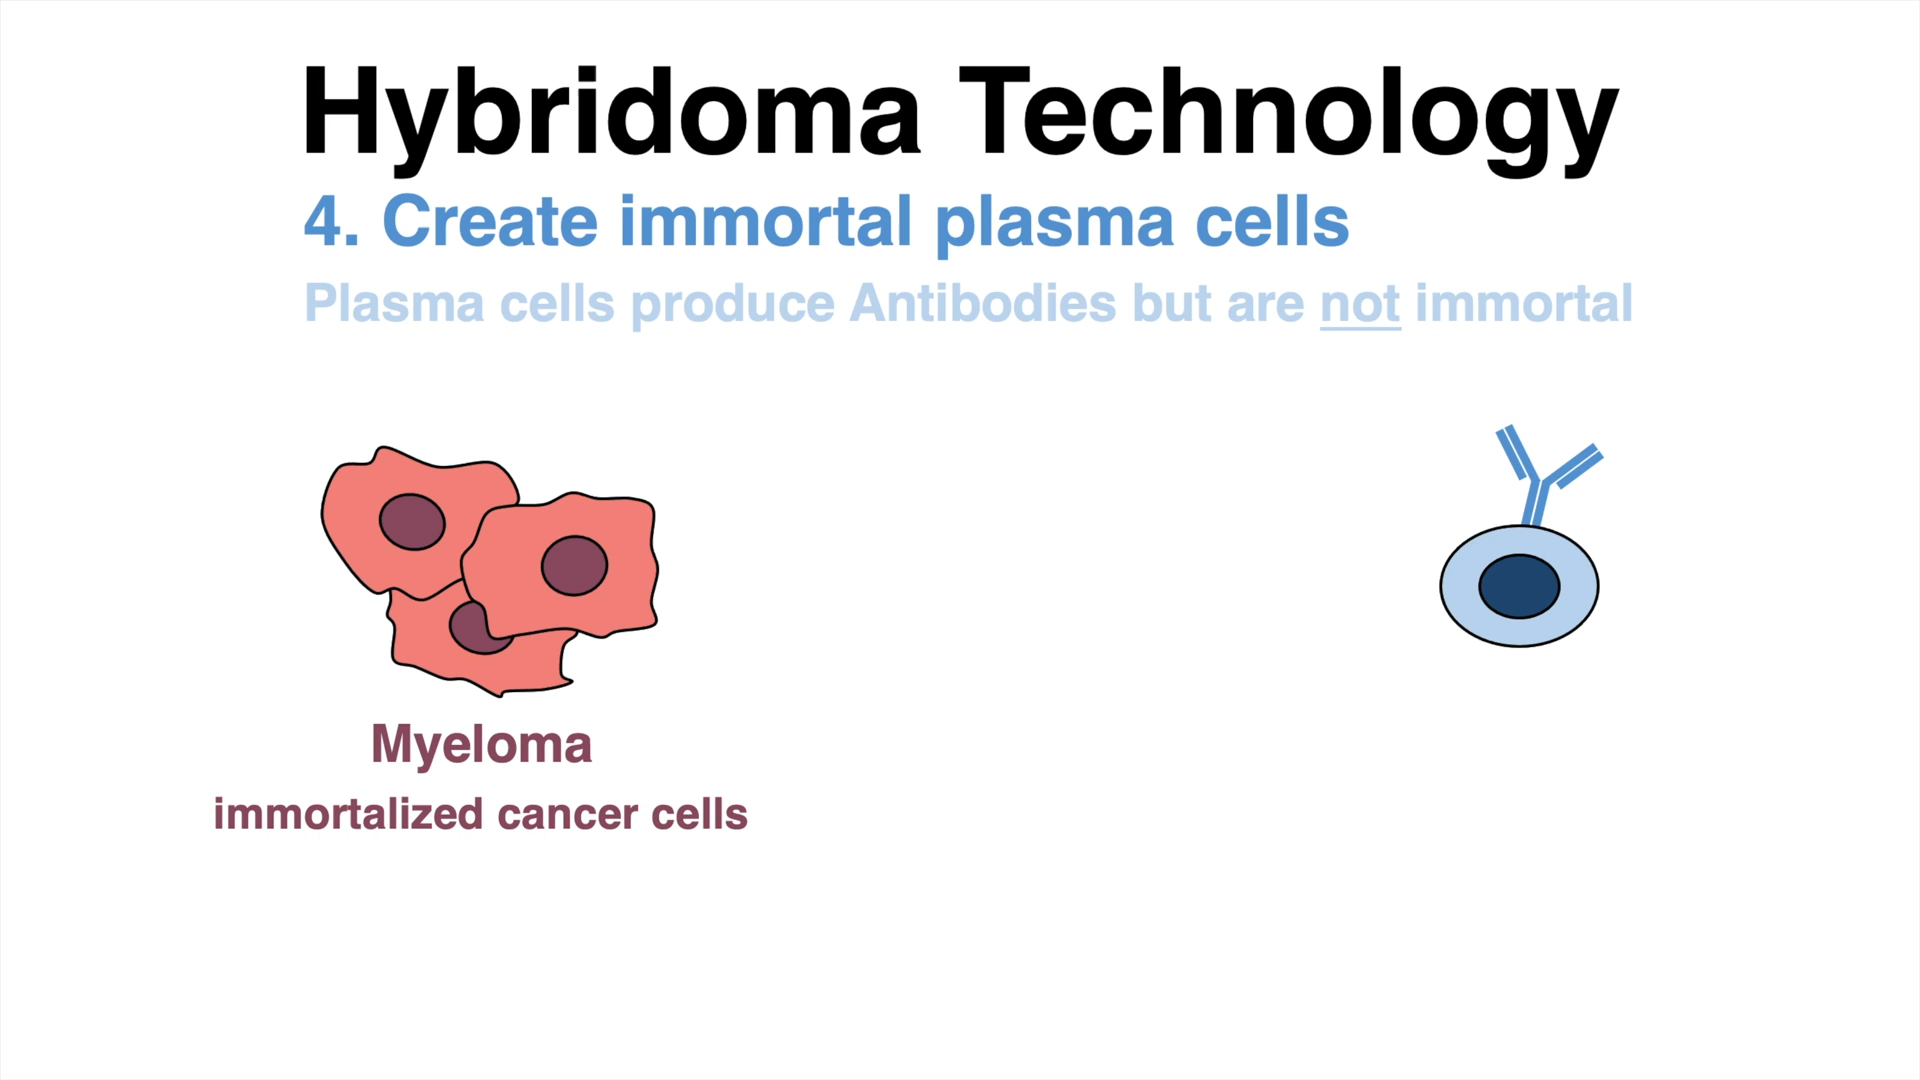 Hybridoma Technology
4. Create immortal plasma cells
Plasma cells produce Antibodies but are not immortal
Myeloma
immortalized cancer cells